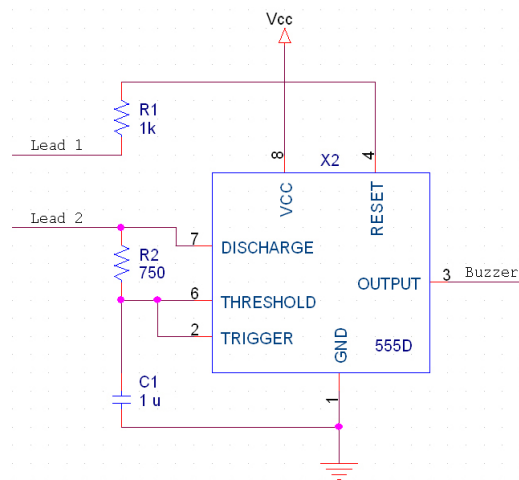 Vcc
R1
1k
Lead 1
8
X2
4
VCC
RESET
Lead 2
7
DISCHARGE
R2
750
OUTPUT
3
Buzzer
6
THRESHOLD
2
TRIGGER
GND
555D
C1
1 u
1